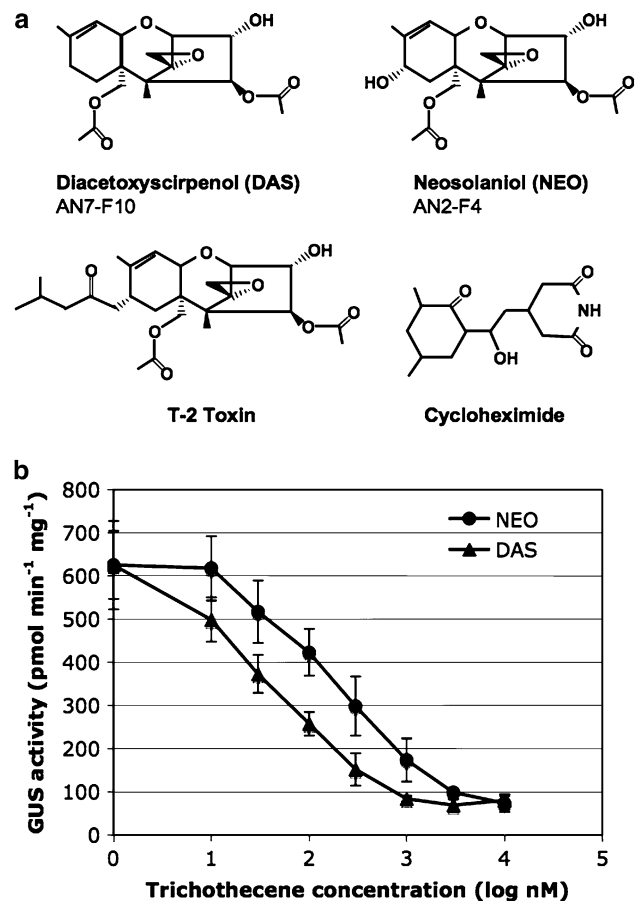 a
O
OH
O
O
O
O
O
Diacetoxyscirpenol (DAS)
AN7-F10
O
OH
HO
O
O
O
O
O
Neosolaniol (NEO)
AN2-F4
O
O
OH
O
O
O
O
O
T-2 Toxin
O
O
NH
OH
O
Cycloheximide
b
GUS activity (pmol min⁻¹ mg⁻¹)
800
700
600
500
400
300
200
100
0
NEO
DAS
0 1 2 3 4 5
Trichothecene concentration (log nM)